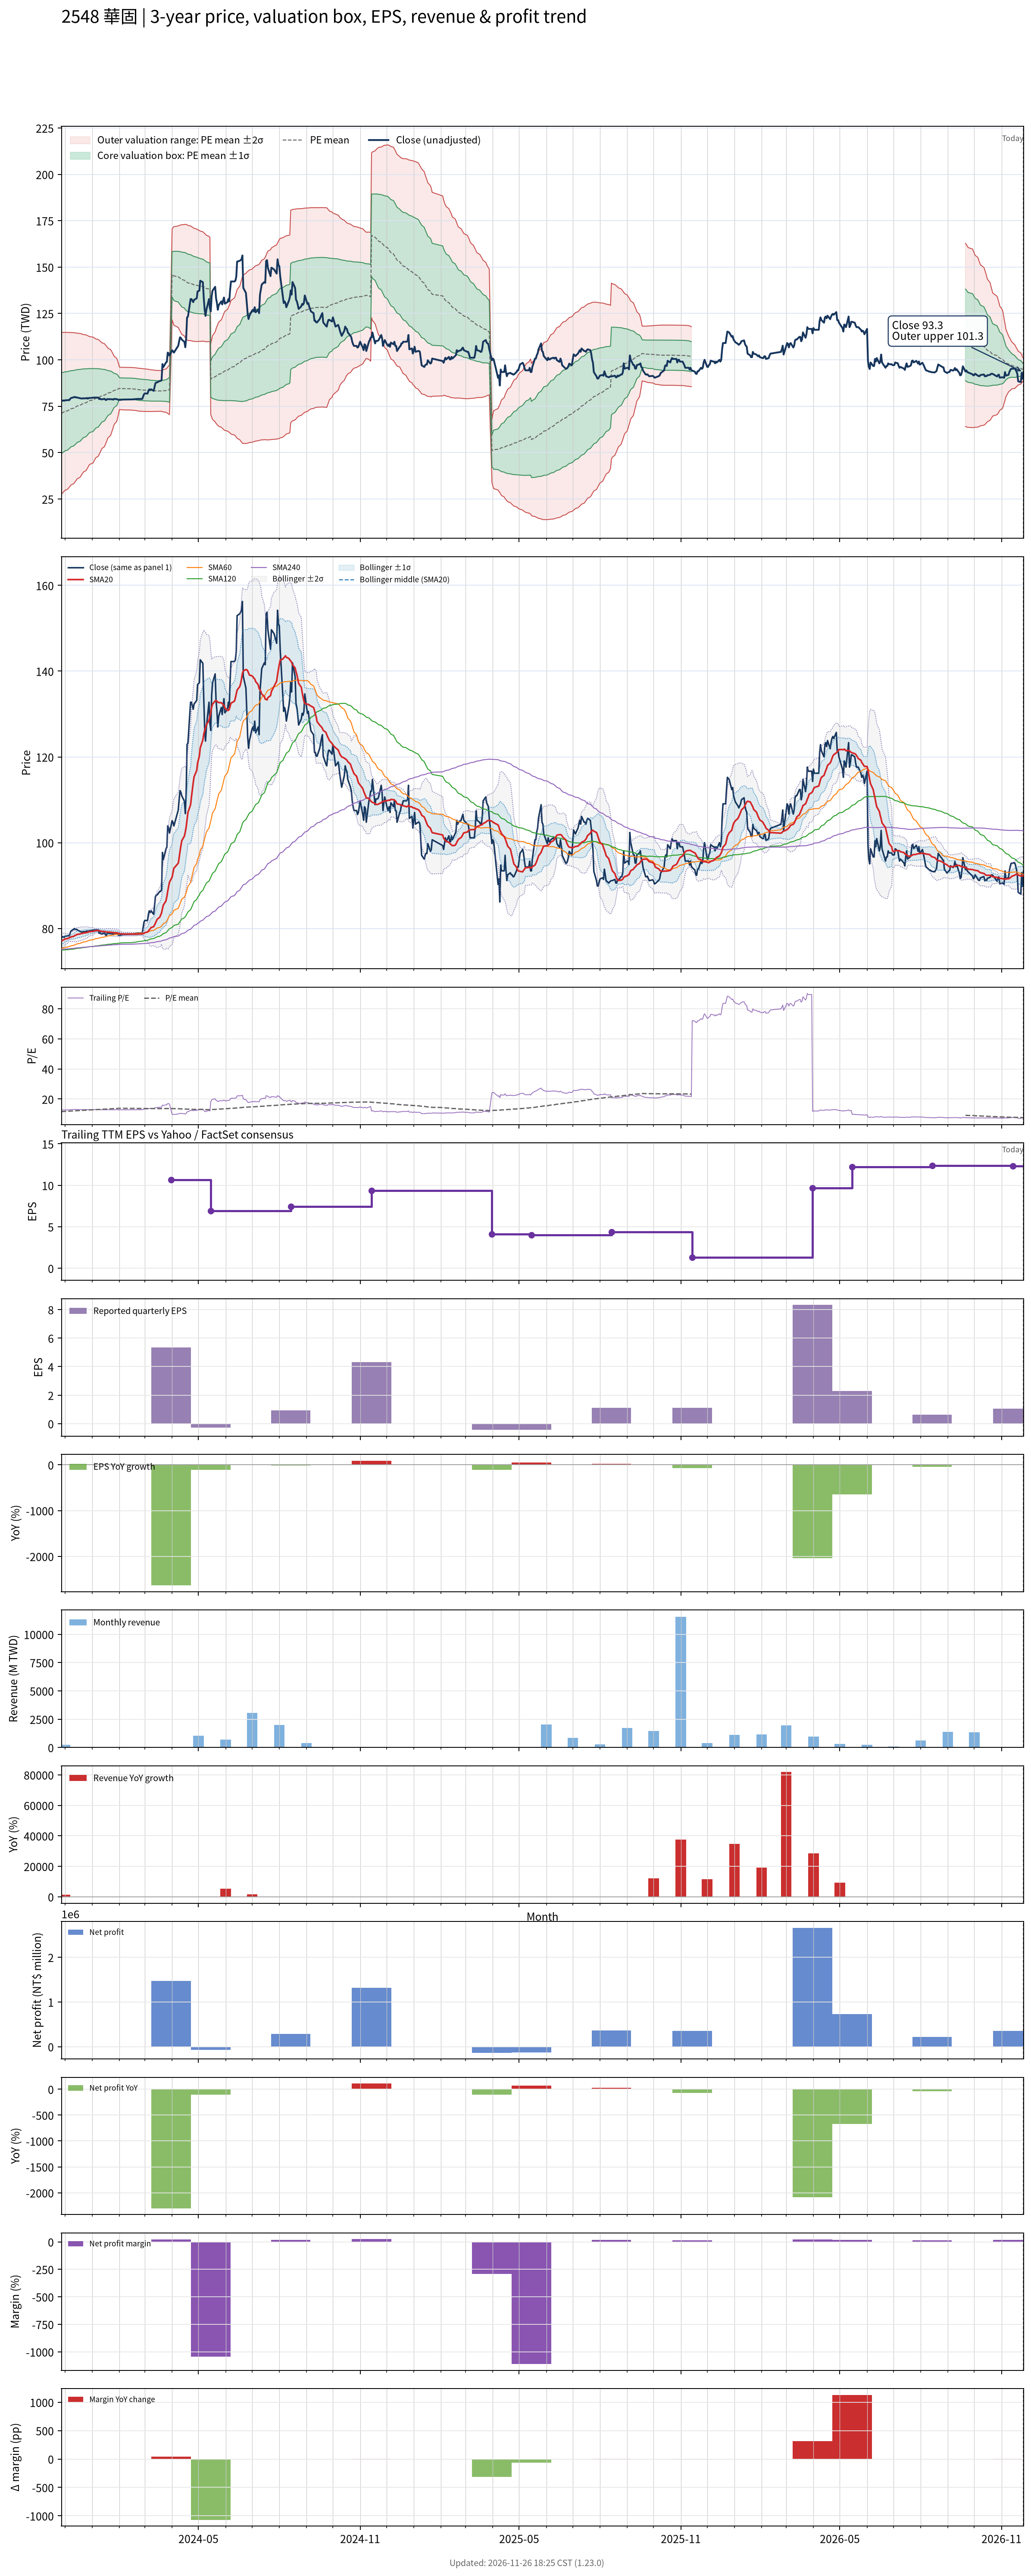 2548 華固 | 3-year price, valuation box, EPS, revenue & profit trend
Outer valuation range: PE mean ±2σ
Core valuation box: PE mean ±1σ
PE mean
Close (unadjusted)
Today
225
200
175
150
125
100
75
50
25
Price (TWD)
Close 93.3
Outer upper 101.3
Close (same as panel 1)
SMA20
SMA60
SMA120
SMA240
Bollinger ±2σ
Bollinger ±1σ
Bollinger middle (SMA20)
160
140
120
100
80
Price
Trailing P/E
P/E mean
80
60
40
20
P/E
Trailing TTM EPS vs Yahoo / FactSet consensus
Today
15
10
5
0
EPS
Reported quarterly EPS
8
6
4
2
0
EPS
EPS YoY growth
0
-1000
-2000
YoY (%)
Monthly revenue
10000
7500
5000
2500
0
Revenue (M TWD)
Revenue YoY growth
80000
60000
40000
20000
0
YoY (%)
Month
1e6
Net profit
2
1
0
Net profit (NT$ million)
Net profit YoY
0
-500
-1000
-1500
-2000
YoY (%)
Net profit margin
0
-250
-500
-750
-1000
Margin (%)
Margin YoY change
1000
500
0
-500
-1000
Δ margin (pp)
2024-05
2024-11
2025-05
2025-11
2026-05
2026-11
Updated: 2026-11-26 18:25 CST (1.23.0)